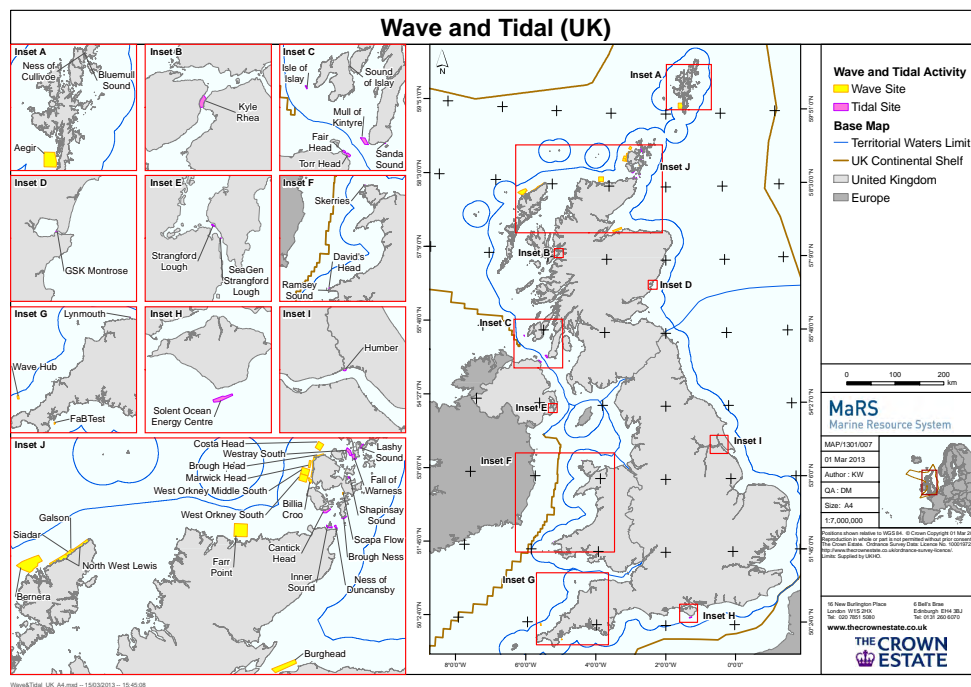 Wave and Tidal (UK)
Inset A
Ness of
Cullivoe
Bluemull
Sound
Aegir
Inset B
Kyle
Rhea
Inset C
Isle of
Islay
Sound
of Islay
Mull of
Kintyre
Fair
Head
Torr Head
Sanda
Sound
Inset D
GSK Montrose
Inset E
Strangford
Lough
SeaGen
Strangford
Lough
Inset F
Skerries
David's
Head
Ramsey
Sound
Inset G
Lynmouth
Wave Hub
FaBTest
Inset H
Solent Ocean
Energy Centre
Inset I
Humber
Inset J
Costa Head
Westray South
Brough Head
Marwick Head
West Orkney Middle South
West Orkney South
Billia
Croo
Lashy
Sound
Fall of
Warness
Shapinsay
Sound
Scapa Flow
Brough Ness
Ness of
Duncansby
Cantick
Head
Inner
Sound
Farr
Point
Galson
Siadar
North West Lewis
Bernera
Burghead
N
Inset A
Inset J
Inset B
Inset D
Inset C
Inset E
Inset I
Inset F
Inset G
Inset H
8°0'0"W
6°0'0"W
4°0'0"W
2°0'0"W
0°0'0"
Wave and Tidal Activity
Wave Site
Tidal Site
Base Map
Territorial Waters Limit
UK Continental Shelf
United Kingdom
Europe
0 100 200
km
MaRS
Marine Resource System
MAP/1301/007
01 Mar 2013
Author : KW
QA : DM
Size: A4
1:7,000,000
16 New Burlington Place
London W1S 2HX
Tel: 020 7851 5080
6 Bell's Brae
Edinburgh EH4 3BJ
Tel: 0131 260 6070
www.thecrownestate.co.uk
THE CROWN
ESTATE
Wave&Tidal_UK_A4.mxd -- 15/03/2013 -- 15:45:08